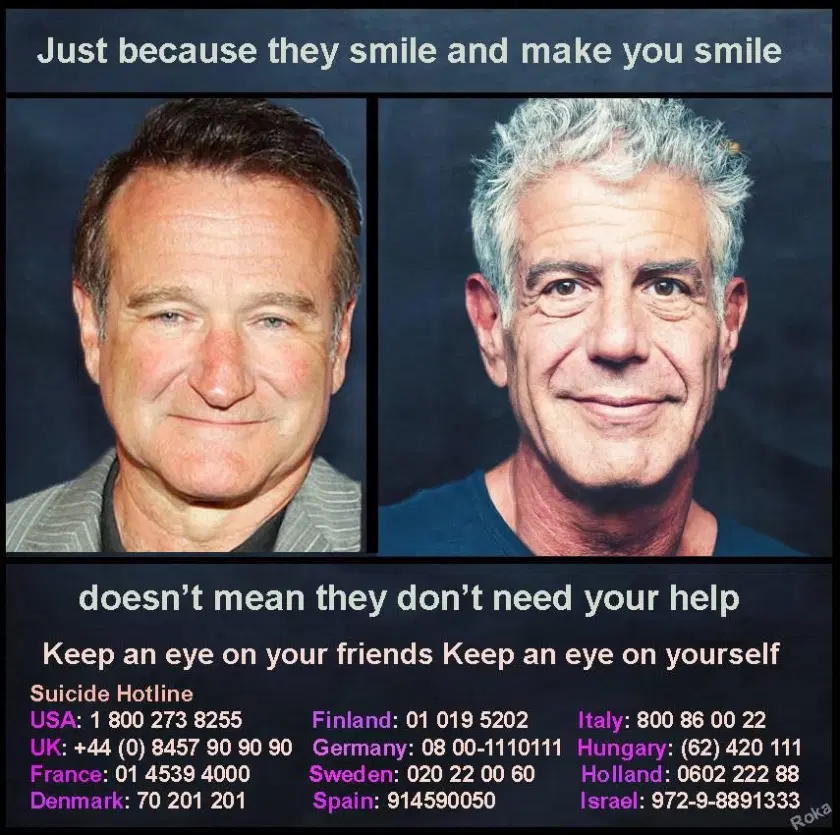 Just because they smile and make you smile
doesn't mean they don't need your help
Keep an eye on your friends Keep an eye on yourself
Suicide Hotline
USA: 1 800 273 8255 Finland: 01 019 5202 Italy: 800 86 00 22
UK: +44 (0) 8457 90 90 90 Germany: 08 00-1110111 Hungary: (62) 420 111
France: 01 4539 4000 Sweden: 020 22 00 60 Holland: 0602 222 88
Denmark: 70 201 201 Spain: 914590050 Israel: 972-9-8891333
Roka